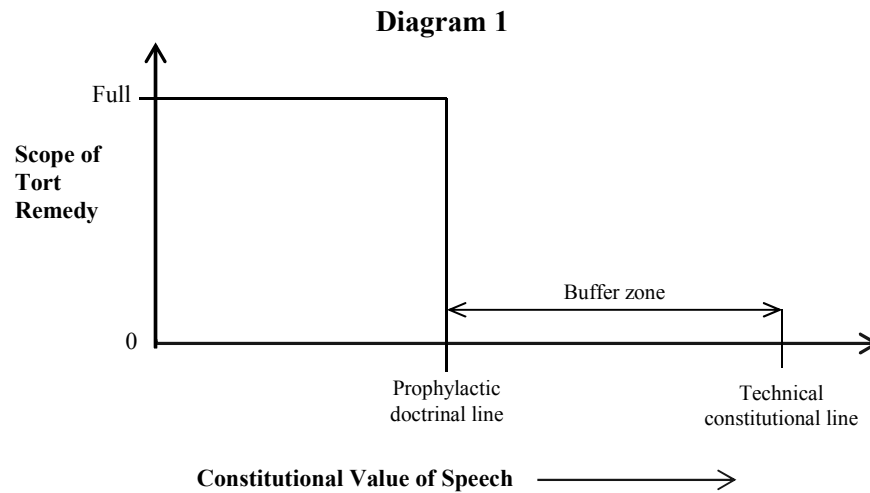 Diagram 1
Full
Scope of
Tort
Remedy
Buffer zone
0
Prophylactic
doctrinal line
Technical
constitutional line
Constitutional Value of Speech